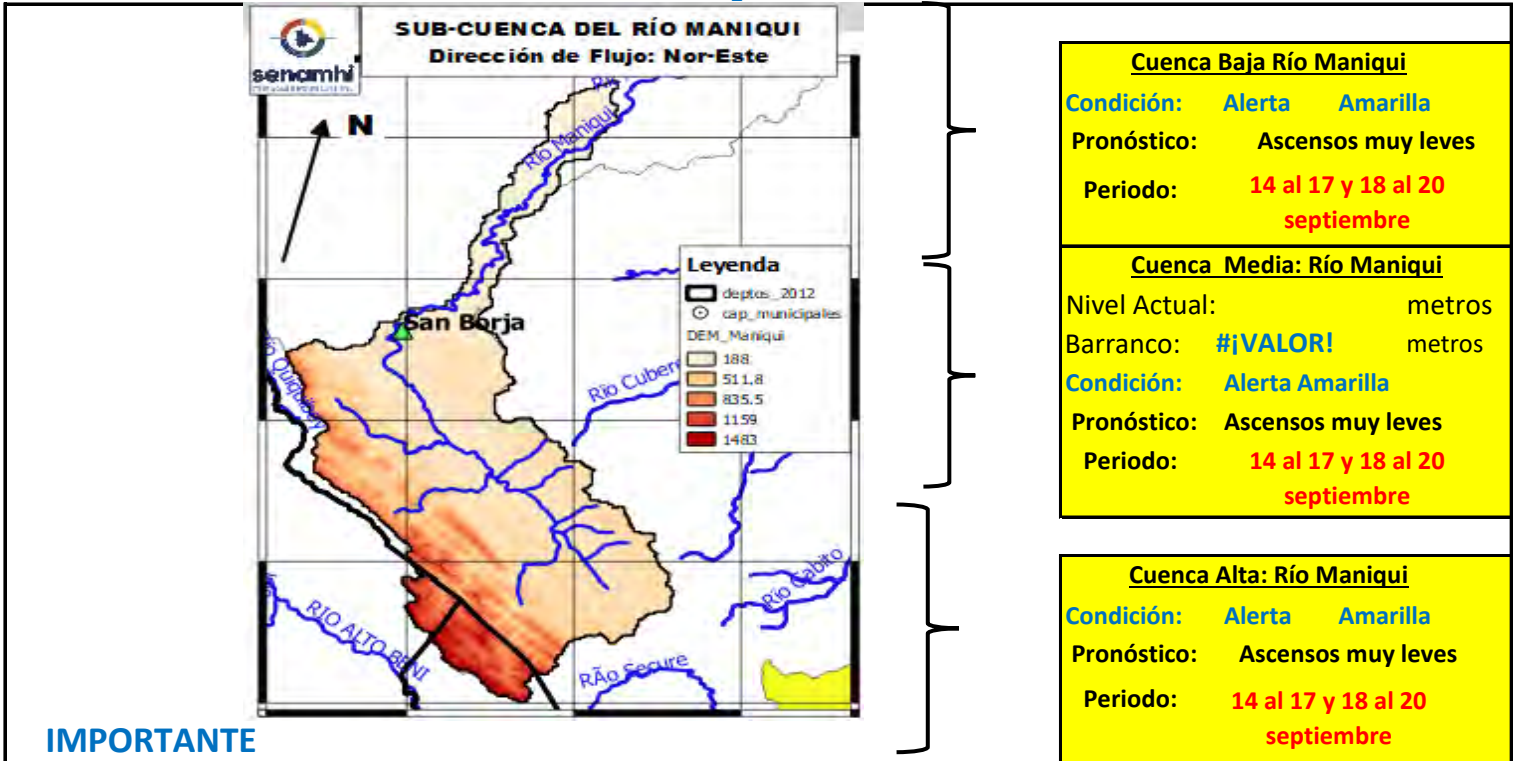 senamhi
SUB-CUENCA DEL RÍO MANIQUI
Dirección de Flujo: Nor-Este
N
Río Maniqui
San Borja
Río Quiquibey
Río Cubere
RIO ALTO BENI
RÃo Secure
Río Cabito
Leyenda
deptos_2012
cap_municipales
DEM_Maniqui
188
511.8
835.5
1159
1483
IMPORTANTE
Cuenca Baja Río Maniqui
Condición: Alerta Amarilla
Pronóstico: Ascensos muy leves
Periodo: 14 al 17 y 18 al 20
septiembre
Cuenca Media: Río Maniqui
Nivel Actual: metros
Barranco: #¡VALOR! metros
Condición: Alerta Amarilla
Pronóstico: Ascensos muy leves
Periodo: 14 al 17 y 18 al 20
septiembre
Cuenca Alta: Río Maniqui
Condición: Alerta Amarilla
Pronóstico: Ascensos muy leves
Periodo: 14 al 17 y 18 al 20
septiembre